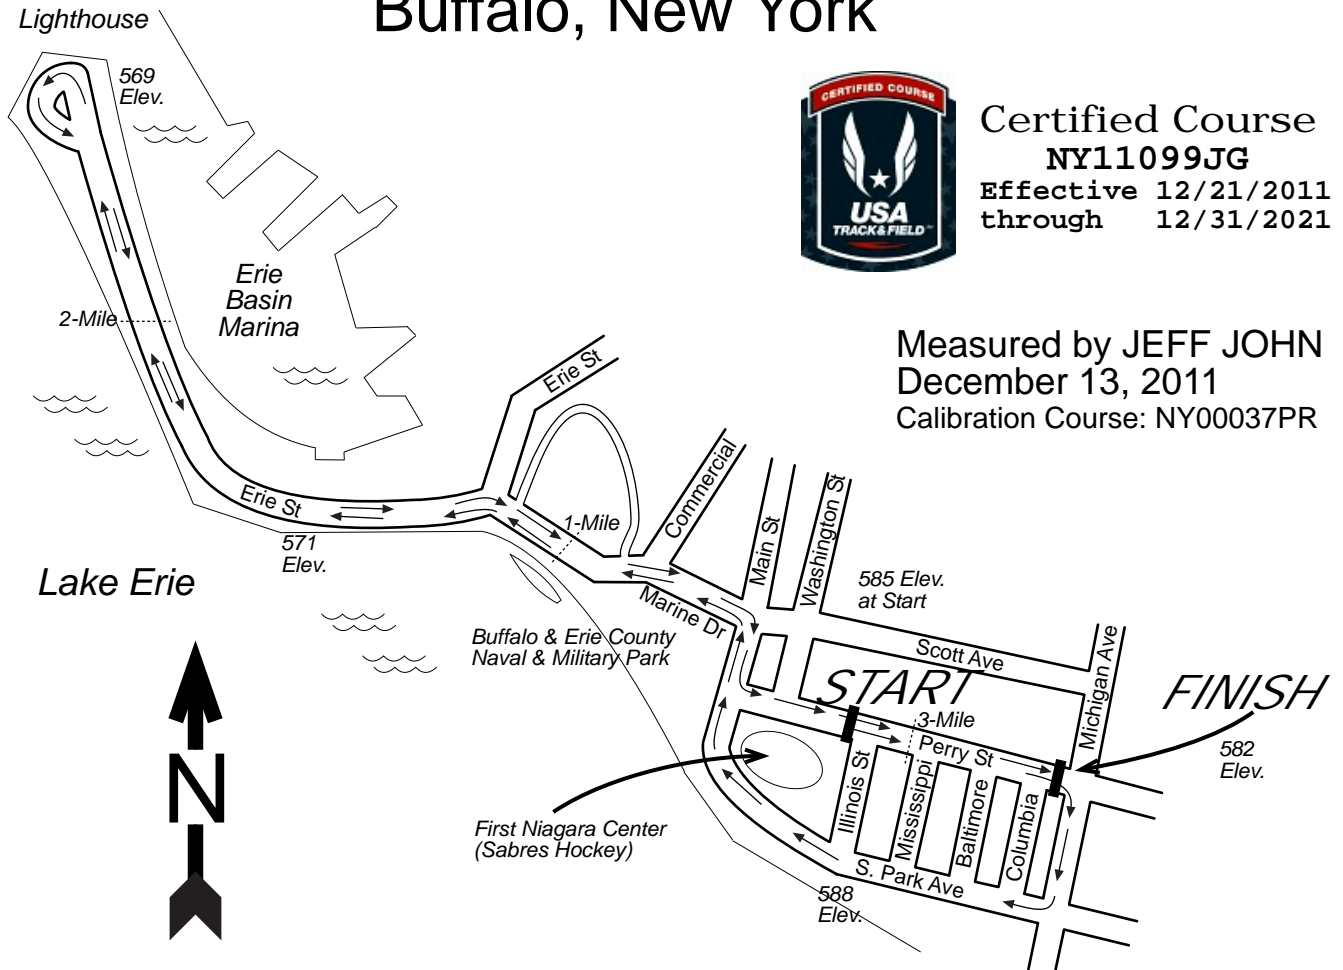 Buffalo, New York
Lighthouse
569
Elev.
CERTIFIED COURSE
USA
TRACK & FIELD™
Certified Course
NY11099JG
Effective 12/21/2011
through 12/31/2021
Erie
Basin
Marina
2-Mile
Measured by JEFF JOHN
December 13, 2011
Calibration Course: NY00037PR
Erie St
Commercial
Erie St
1-Mile
Main St
Washington St
571
Elev.
Lake Erie
585 Elev.
at Start
Marine Dr
Buffalo & Erie County
Naval & Military Park
Scott Ave
Michigan Ave
START
FINISH
3-Mile
Perry St
582
Elev.
N
Illinois St
Mississippi
Baltimore
Columbia
First Niagara Center
(Sabres Hockey)
S. Park Ave
588
Elev.